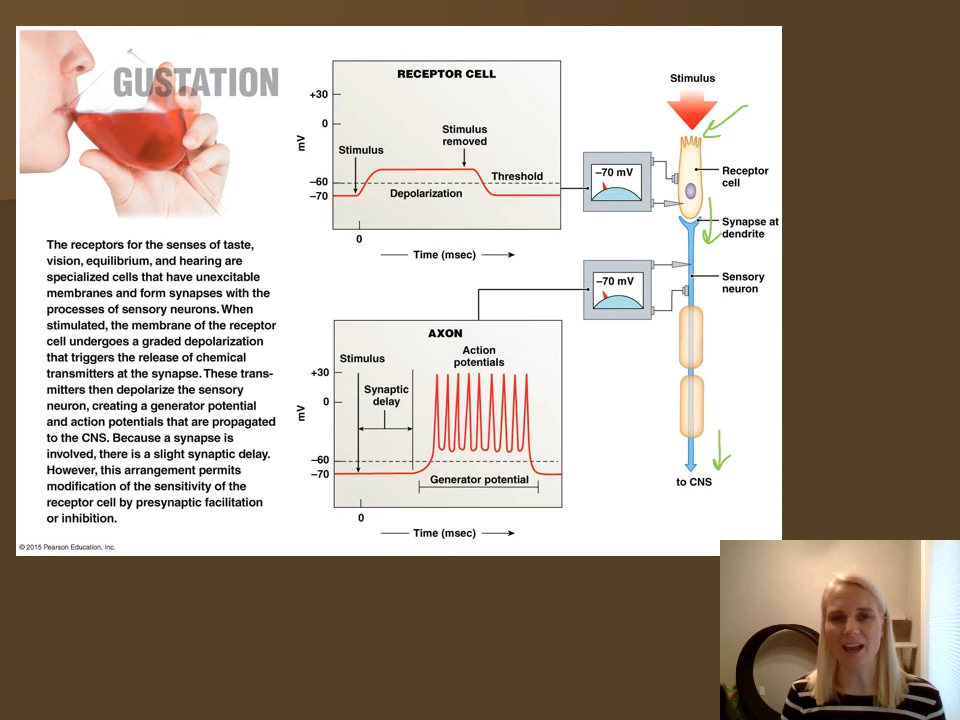 GUSTATION
The receptors for the senses of taste,
vision, equilibrium, and hearing are
specialized cells that have unexcitable
membranes and form synapses with the
processes of sensory neurons. When
stimulated, the membrane of the receptor
cell undergoes a graded depolarization
that triggers the release of chemical
transmitters at the synapse. These trans-
mitters then depolarize the sensory
neuron, creating a generator potential
and action potentials that are propagated
to the CNS. Because a synapse is
involved, there is a slight synaptic delay.
However, this arrangement permits
modification of the sensitivity of the
receptor cell by presynaptic facilitation
or inhibition.
© 2015 Pearson Education, Inc.
RECEPTOR CELL
+30
0
mV
–60
–70
Stimulus
Stimulus
removed
Threshold
Depolarization
0
Time (msec)
AXON
+30
0
mV
–60
–70
Stimulus
Synaptic
delay
Action
potentials
Generator potential
0
Time (msec)
–70 mV
–70 mV
Stimulus
Receptor
cell
Synapse at
dendrite
Sensory
neuron
to CNS